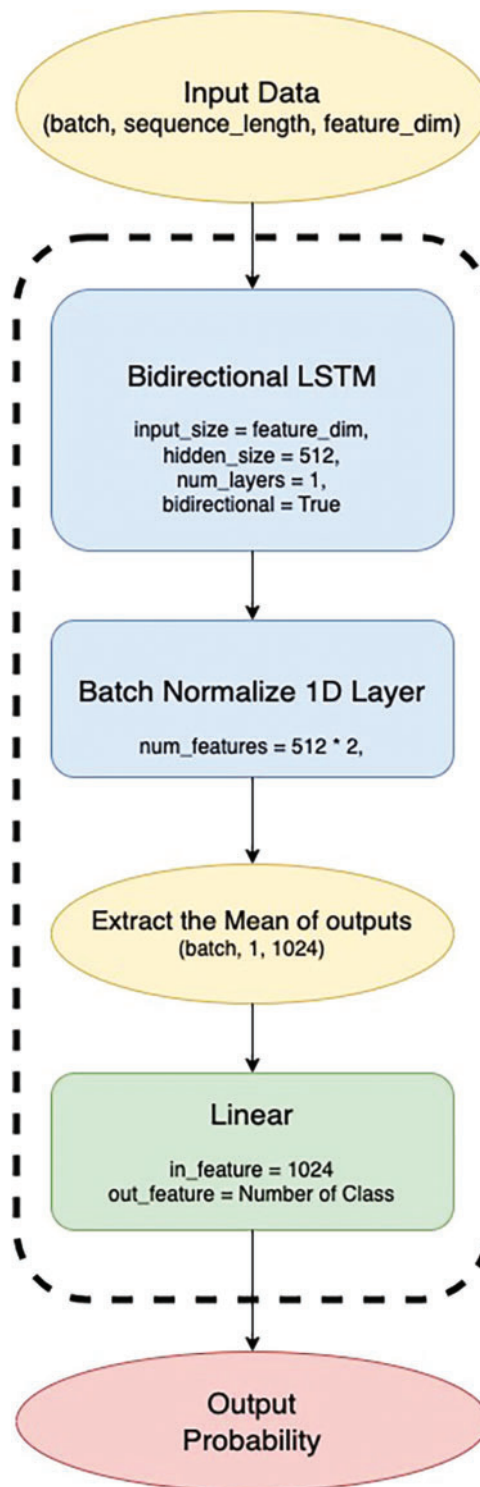 Input Data
(batch, sequence_length, feature_dim)
Bidirectional LSTM
input_size = feature_dim,
hidden_size = 512,
num_layers = 1,
bidirectional = True
Batch Normalize 1D Layer
num_features = 512 * 2,
Extract the Mean of outputs
(batch, 1, 1024)
Linear
in_feature = 1024
out_feature = Number of Class
Output
Probability